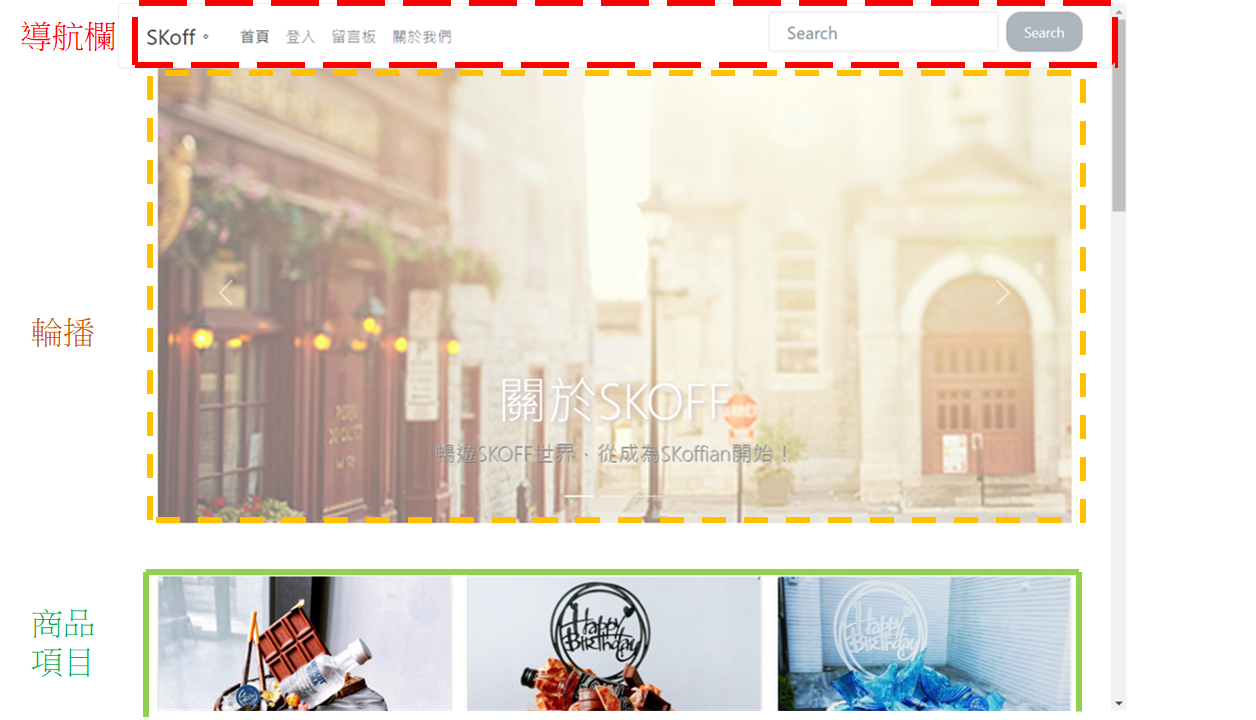 導航欄
SKoff。
首頁 登入 留言板 關於我們
Search
Search
輪播
關於SKOFF
暢遊SKOFF世界、從成為SKoffian開始！
商品
項目
Happy
Birthday
Happy
Birthday